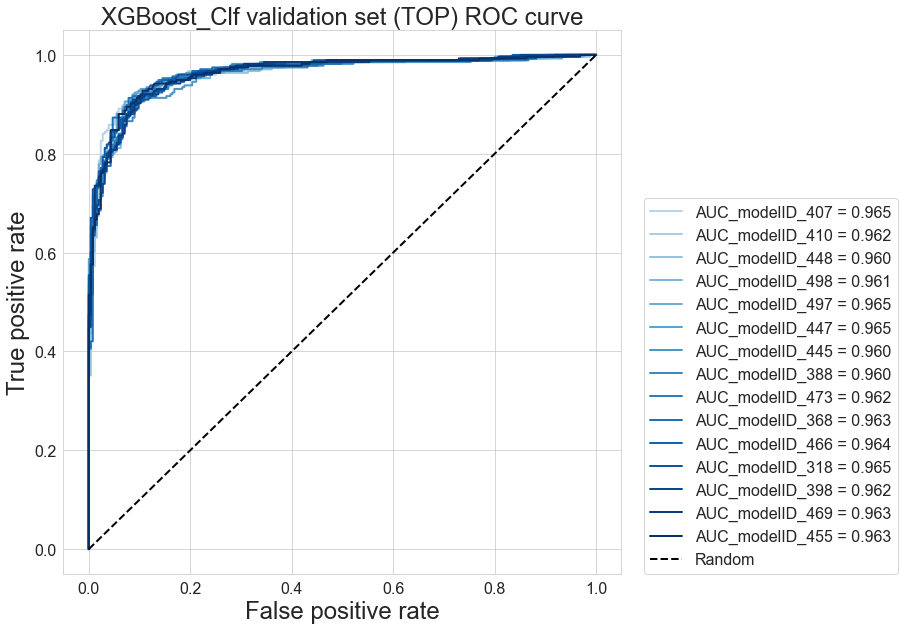 XGBoost_Clf validation set (TOP) ROC curve
True positive rate
1.0
0.8
0.6
0.4
0.2
0.0
0.0 0.2 0.4 0.6 0.8 1.0
False positive rate
AUC_modelID_407 = 0.965
AUC_modelID_410 = 0.962
AUC_modelID_448 = 0.960
AUC_modelID_498 = 0.961
AUC_modelID_497 = 0.965
AUC_modelID_447 = 0.965
AUC_modelID_445 = 0.960
AUC_modelID_388 = 0.960
AUC_modelID_473 = 0.962
AUC_modelID_368 = 0.963
AUC_modelID_466 = 0.964
AUC_modelID_318 = 0.965
AUC_modelID_398 = 0.962
AUC_modelID_469 = 0.963
AUC_modelID_455 = 0.963
Random